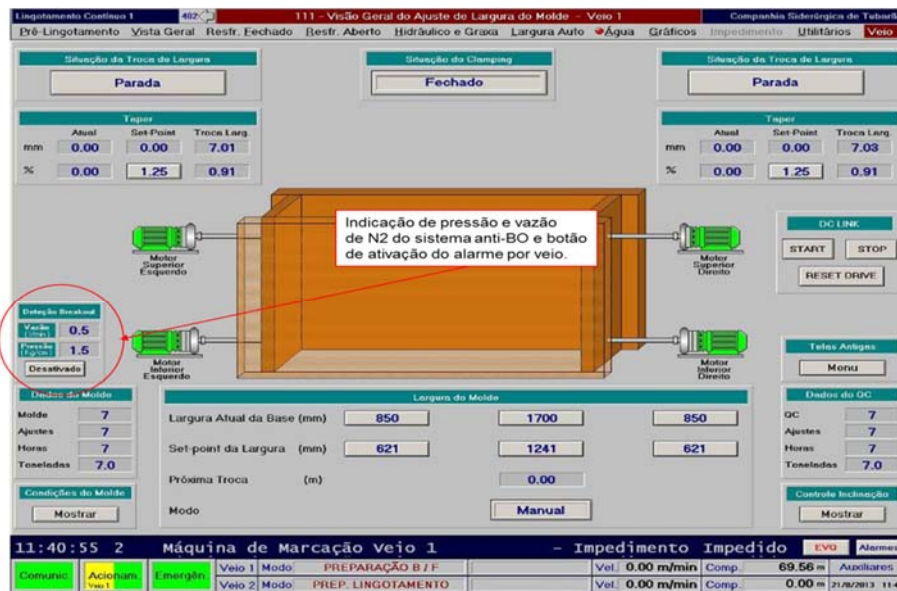 Lingotamento Contínuo 1
402
111 - Visão Geral do Ajuste de Largura do Molde - Veio 1
Companhia Siderúrgica de Tubarã
Pré-Lingotamento Vista Geral Resfr. Fechado Resfr. Aberto Hidráulico e Graxa Largura Auto Água Gráficos Impedimento Utilitários Veio
Situação da Troca de Largura
Parada
Situação do Clamping
Fechado
Situação da Troca de Largura
Parada
Taper
Atual Set-Point Troca Larg.
mm 0.00 0.00 7.01
% 0.00 1.25 0.91
Taper
Atual Set-Point Troca Larg.
mm 0.00 0.00 7.03
% 0.00 1.25 0.91
Indicação de pressão e vazão
de N2 do sistema anti-BO e botão
de ativação do alarme por veio.
Motor
Superior
Esquerdo
Motor
Superior
Direito
DC LINK
START STOP
RESET DRIVE
Deteção Breakout
Vazão 0.5
(l/min)
Pressão 1.5
Desativado
Motor
Inferior
Esquerdo
Motor
Inferior
Direito
Telas Antigas
Menu
Dados do Molde
Molde 7
Ajustes 7
Horas 7
Toneladas 7.0
Largura do Molde
Largura Atual da Base (mm) 850 1700 850
Set-point da Largura (mm) 621 1241 621
Próxima Troca (m) 0.00
Modo Manual
Dados do QC
QC 7
Ajustes 7
Horas 7
Toneladas 7.0
Condições do Molde
Mostrar
Controle Inclinação
Mostrar
11:40:55 2 Máquina de Marcação Veio 1 - Impedimento Impedido EVO Alarmes
Comunic. Acionam. Veio 1 Emergên.
Veio 1 Modo PREPARAÇÃO B / F Vel. 0.00 m/min Comp. 69.56 m Auxiliares
Veio 2 Modo PREP. LINGOTAMENTO Vel. 0.00 m/min Comp. 0.00 m 21/8/2013 11:4